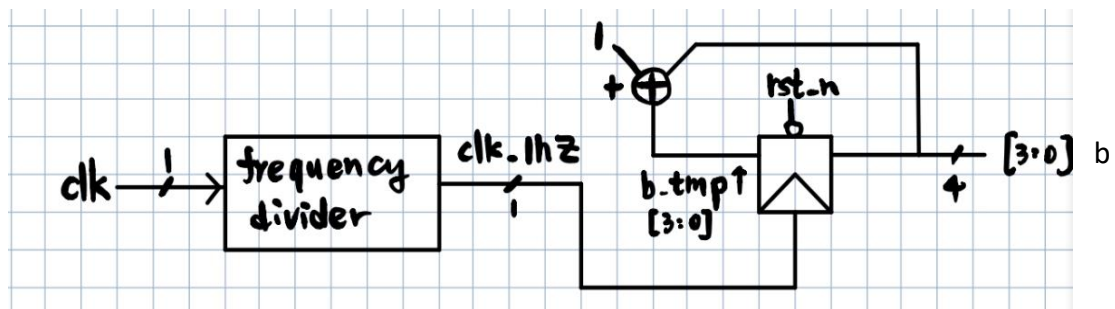 1
+
rst_n
clk
1
frequency
divider
clk_1hz
1
b_tmp↑
[3:0]
4
[3:0] b